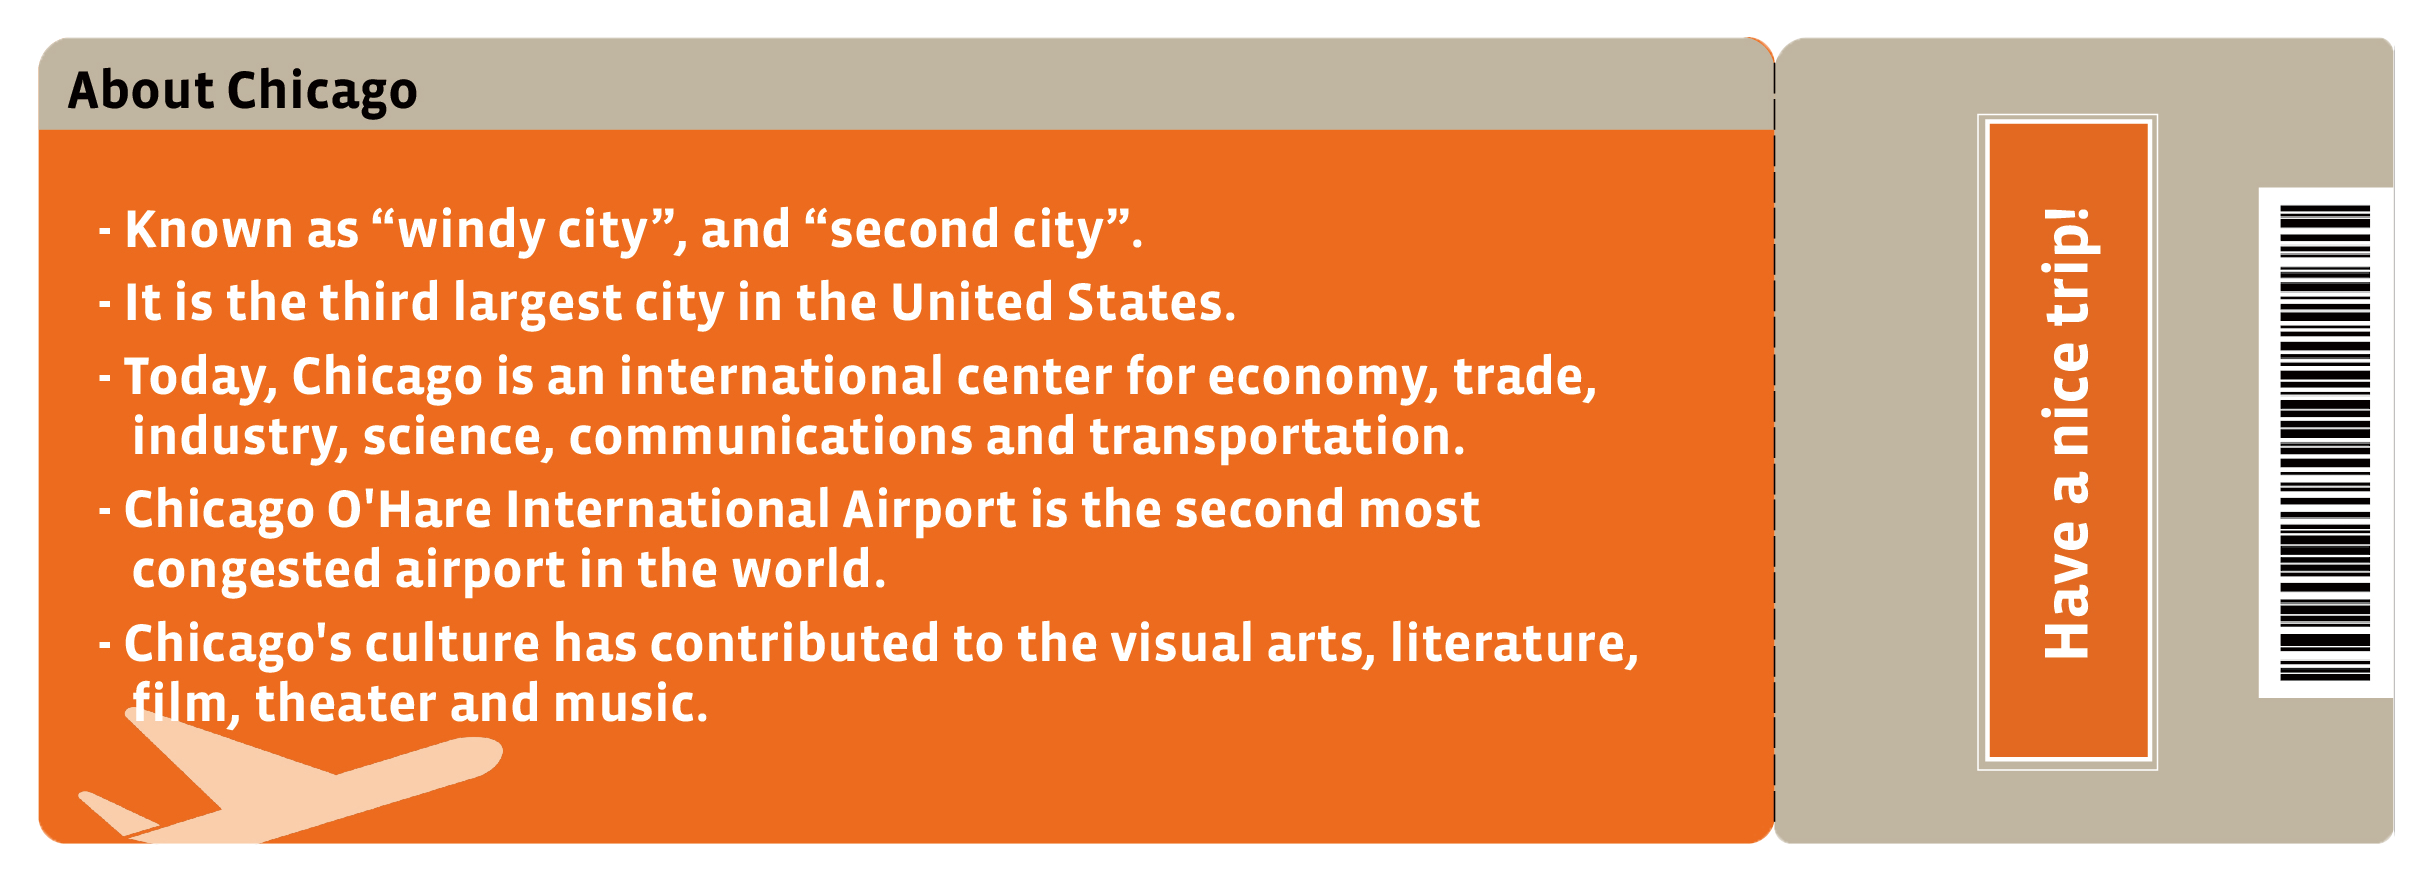 About Chicago
- Known as “windy city”, and “second city”.
- It is the third largest city in the United States.
- Today, Chicago is an international center for economy, trade,
industry, science, communications and transportation.
- Chicago O'Hare International Airport is the second most
congested airport in the world.
- Chicago's culture has contributed to the visual arts, literature,
film, theater and music.
Have a nice trip!